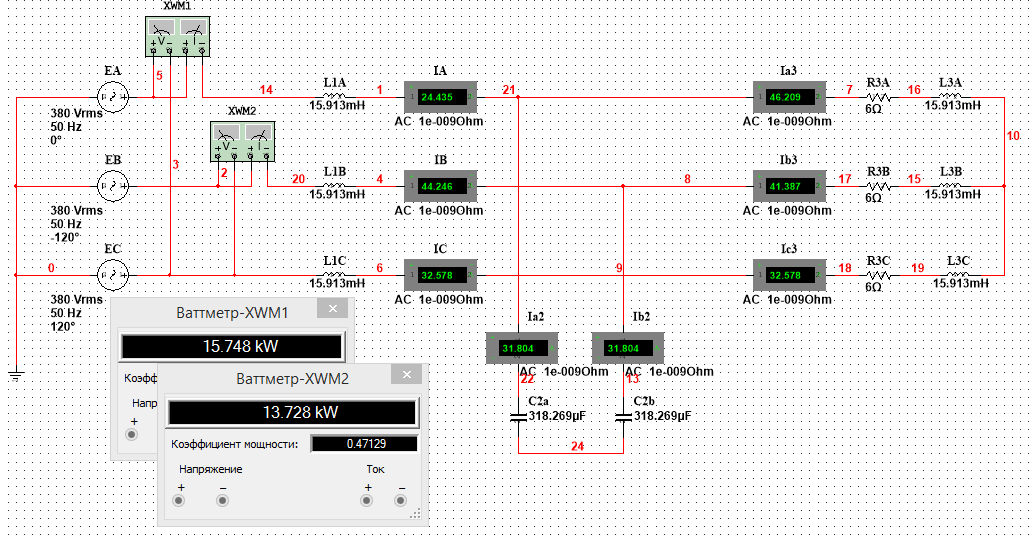 XWM1
V I
5
EA
380 Vrms
50 Hz
0°
14
L1A
15.913mH
1
IA
24.435
AC 1e-009Ohm
21
Ia3
46.209
AC 1e-009Ohm
7
R3A
6Ω
16
L3A
15.913mH
10
XWM2
V I
2
3
EB
380 Vrms
50 Hz
-120°
20
L1B
15.913mH
4
IB
44.246
AC 1e-009Ohm
8
Ib3
41.387
AC 1e-009Ohm
17
R3B
6Ω
15
L3B
15.913mH
0
EC
380 Vrms
50 Hz
120°
L1C
15.913mH
6
IC
32.578
AC 1e-009Ohm
9
Ic3
32.578
AC 1e-009Ohm
18
R3C
6Ω
19
L3C
15.913mH
Ia2
31.804
AC 1e-009Ohm
22
Ib2
31.804
AC 1e-009Ohm
13
C2a
318.269µF
C2b
318.269µF
24
Ваттметр-XWM1
15.748 kW
Коэфф
Напр
+
Ваттметр-XWM2
13.728 kW
Коэффициент мощности: 0.47129
Напряжение Ток
+ − + −